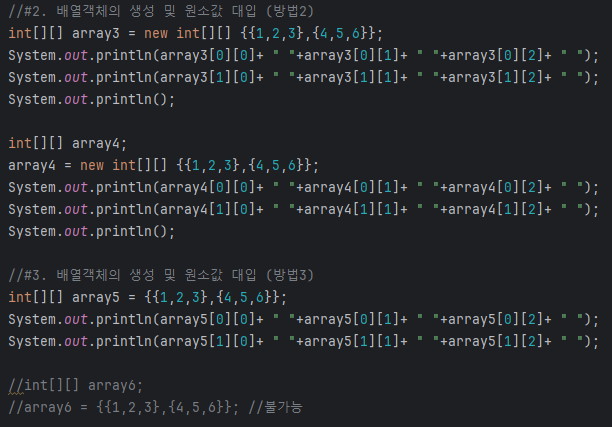 //#2. 배열객체의 생성 및 원소값 대입 (방법2)
int[][] array3 = new int[][] {{1,2,3},{4,5,6}};
System.out.println(array3[0][0]+ " "+array3[0][1]+ " "+array3[0][2]+ " ");
System.out.println(array3[1][0]+ " "+array3[1][1]+ " "+array3[1][2]+ " ");
System.out.println();
int[][] array4;
array4 = new int[][] {{1,2,3},{4,5,6}};
System.out.println(array4[0][0]+ " "+array4[0][1]+ " "+array4[0][2]+ " ");
System.out.println(array4[1][0]+ " "+array4[1][1]+ " "+array4[1][2]+ " ");
System.out.println();
//#3. 배열객체의 생성 및 원소값 대입 (방법3)
int[][] array5 = {{1,2,3},{4,5,6}};
System.out.println(array5[0][0]+ " "+array5[0][1]+ " "+array5[0][2]+ " ");
System.out.println(array5[1][0]+ " "+array5[1][1]+ " "+array5[1][2]+ " ");
//int[][] array6;
//array6 = {{1,2,3},{4,5,6}}; //불가능